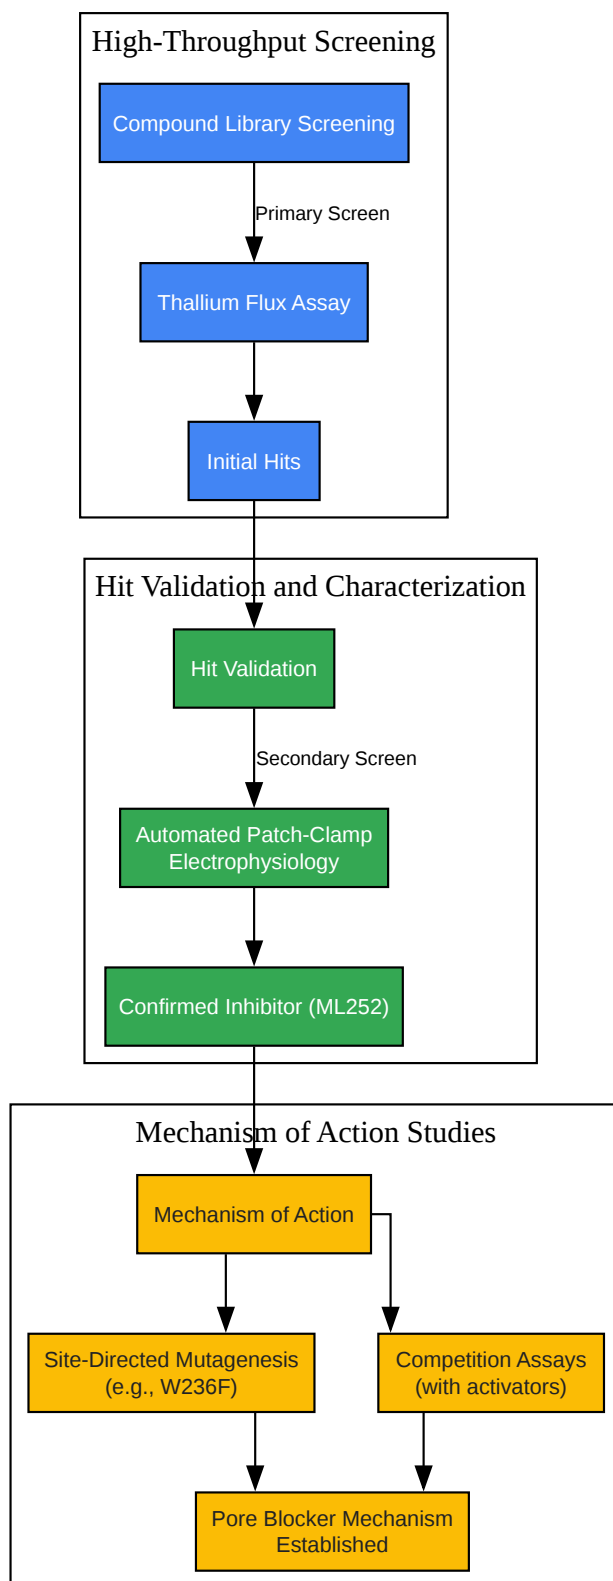 High-Throughput Screening
Compound Library Screening
Primary Screen
Thallium Flux Assay
Initial Hits
Hit Validation and Characterization
Hit Validation
Secondary Screen
Automated Patch-Clamp
Electrophysiology
Confirmed Inhibitor (ML252)
Mechanism of Action Studies
Mechanism of Action
Site-Directed Mutagenesis
(e.g., W236F)
Competition Assays
(with activators)
Pore Blocker Mechanism
Established